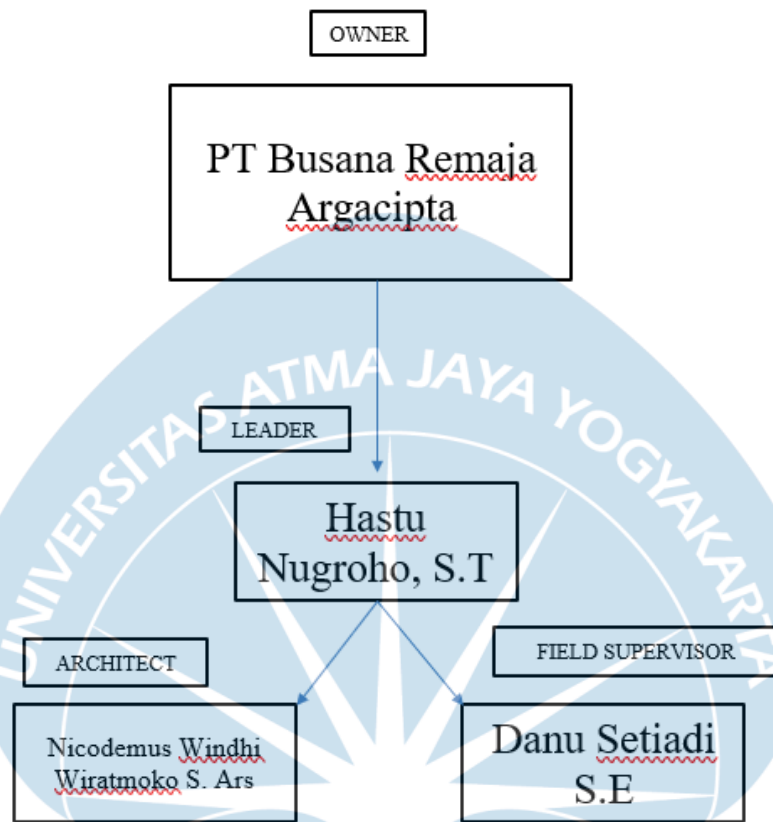 OWNER
PT Busana Remaja
Argacipta
UNIVERSITAS ATMA JAYA YOGYAKARTA
LEADER
Hastu
Nugroho, S.T
ARCHITECT
FIELD SUPERVISOR
Nicodemus Windhi
Wiratmoko S. Ars
Danu Setiadi
S.E